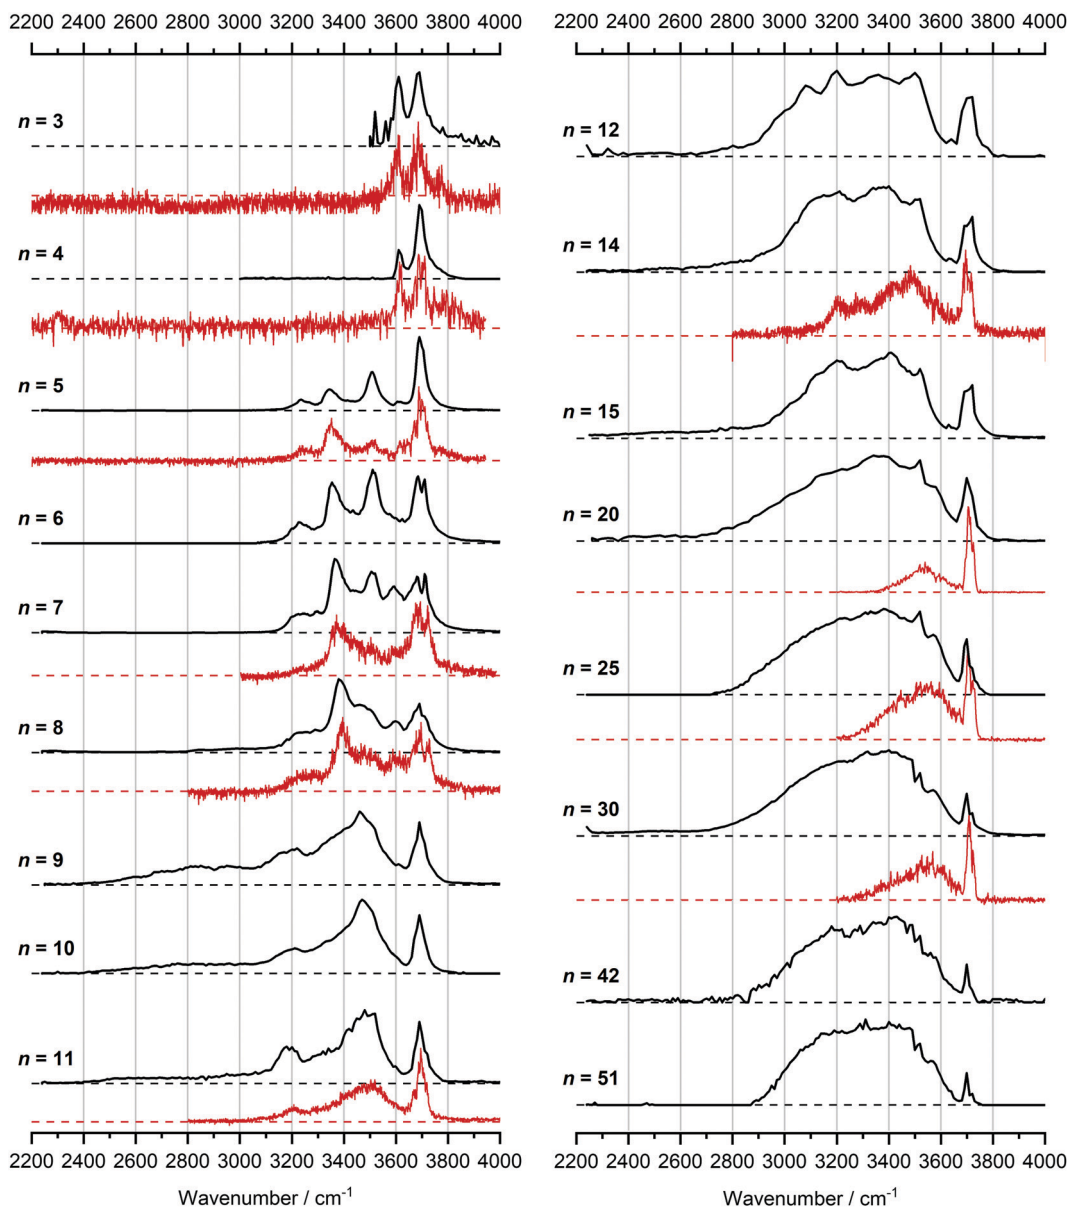 2200 2400 2600 2800 3000 3200 3400 3600 3800 4000
n = 3
n = 4
n = 5
n = 6
n = 7
n = 8
n = 9
n = 10
n = 11
2200 2400 2600 2800 3000 3200 3400 3600 3800 4000
Wavenumber / cm⁻¹
2200 2400 2600 2800 3000 3200 3400 3600 3800 4000
n = 12
n = 14
n = 15
n = 20
n = 25
n = 30
n = 42
n = 51
2200 2400 2600 2800 3000 3200 3400 3600 3800 4000
Wavenumber / cm⁻¹